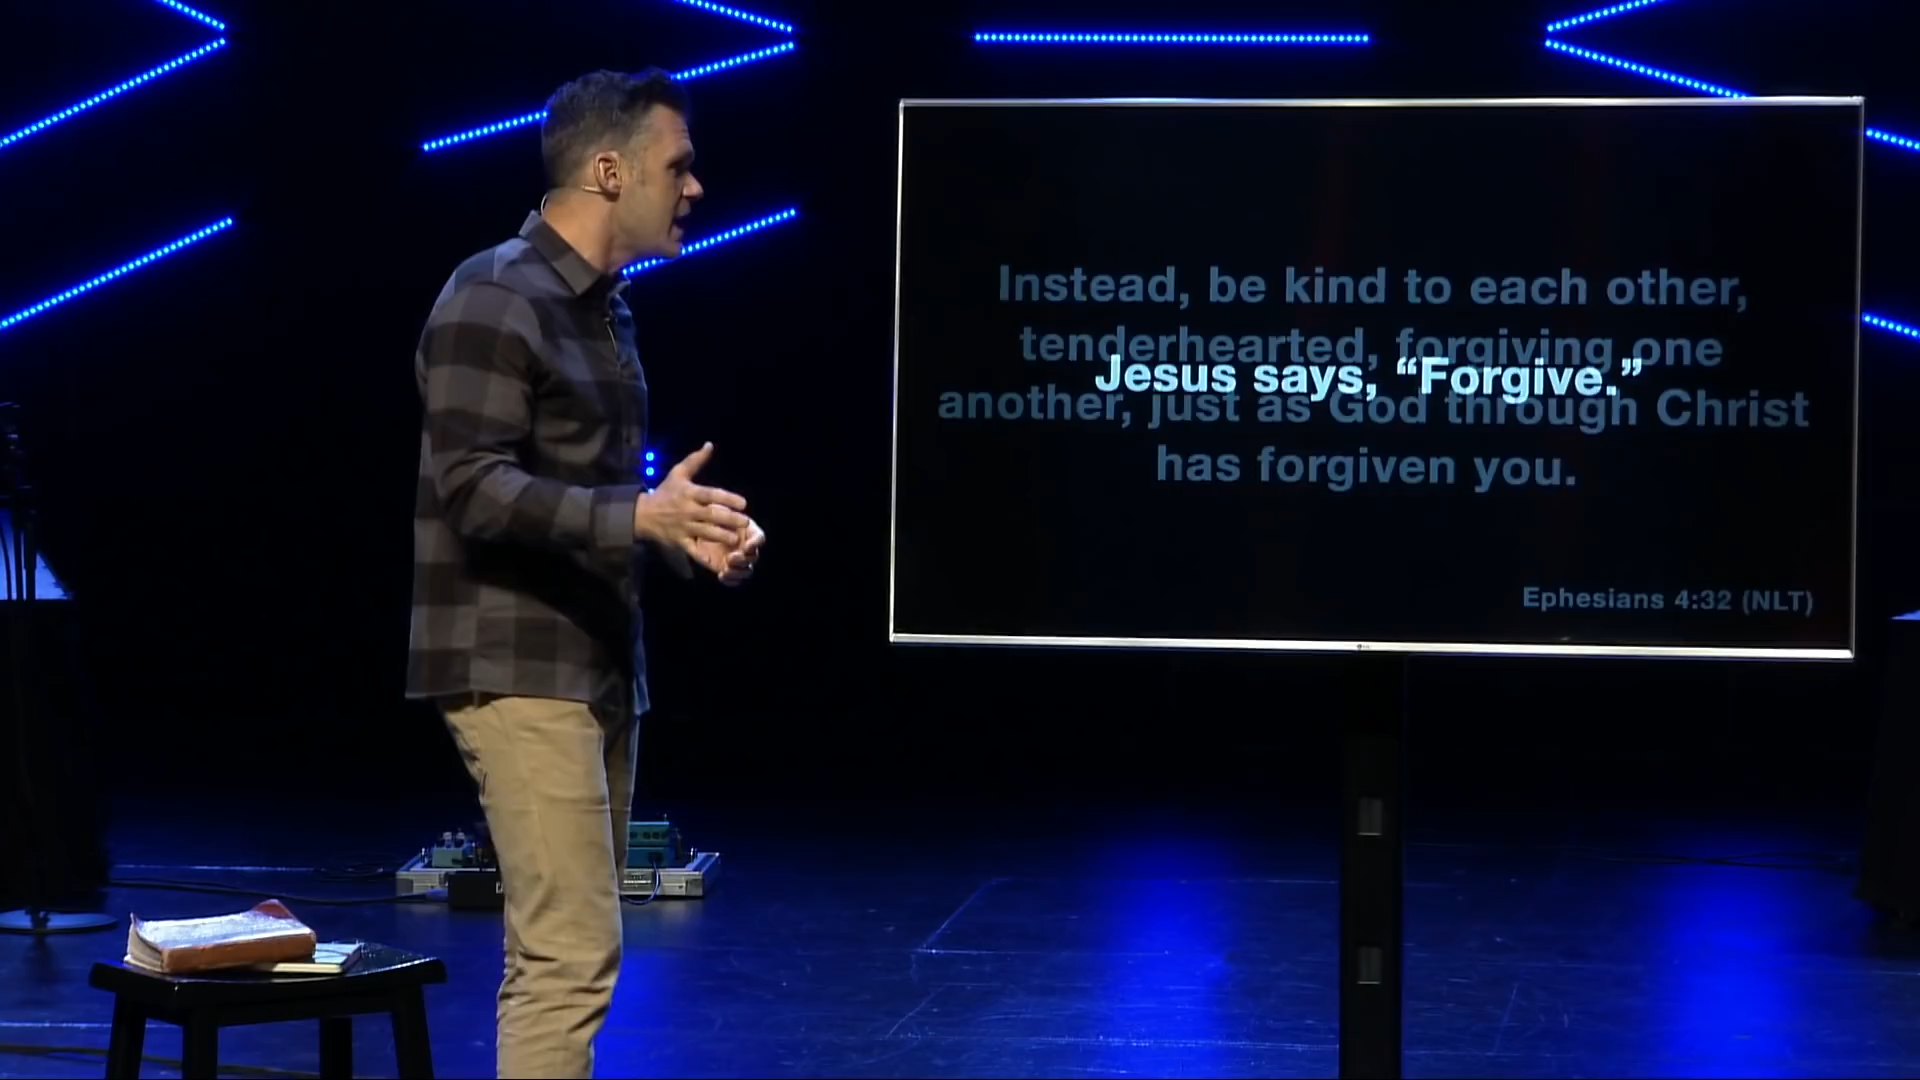 Instead, be kind to each other,
tenderhearted, forgiving one
Jesus says, “Forgive.”
another, just as God through Christ
has forgiven you.
Ephesians 4:32 (NLT)